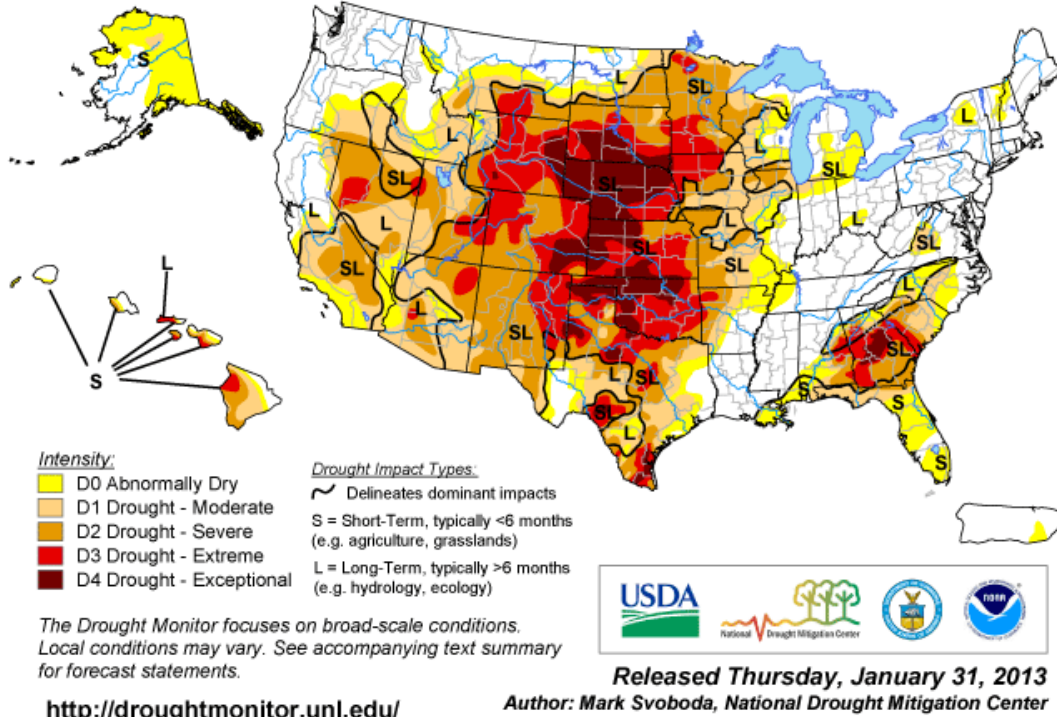 S
L
SL
L
SL
L
SL
L
SL
L
SL
L
L
SL
L
SL
L
SL
SL
L
SL
L
SL
L
SL
S
S
S
L
SL
SL
L
S
Intensity:
D0 Abnormally Dry
D1 Drought - Moderate
D2 Drought - Severe
D3 Drought - Extreme
D4 Drought - Exceptional
Drought Impact Types:
Delineates dominant impacts
S = Short-Term, typically <6 months
(e.g. agriculture, grasslands)
L = Long-Term, typically >6 months
(e.g. hydrology, ecology)
USDA
National Drought Mitigation Center
noaa
The Drought Monitor focuses on broad-scale conditions.
Local conditions may vary. See accompanying text summary
for forecast statements.
http://droughtmonitor.unl.edu/
Released Thursday, January 31, 2013
Author: Mark Svoboda, National Drought Mitigation Center